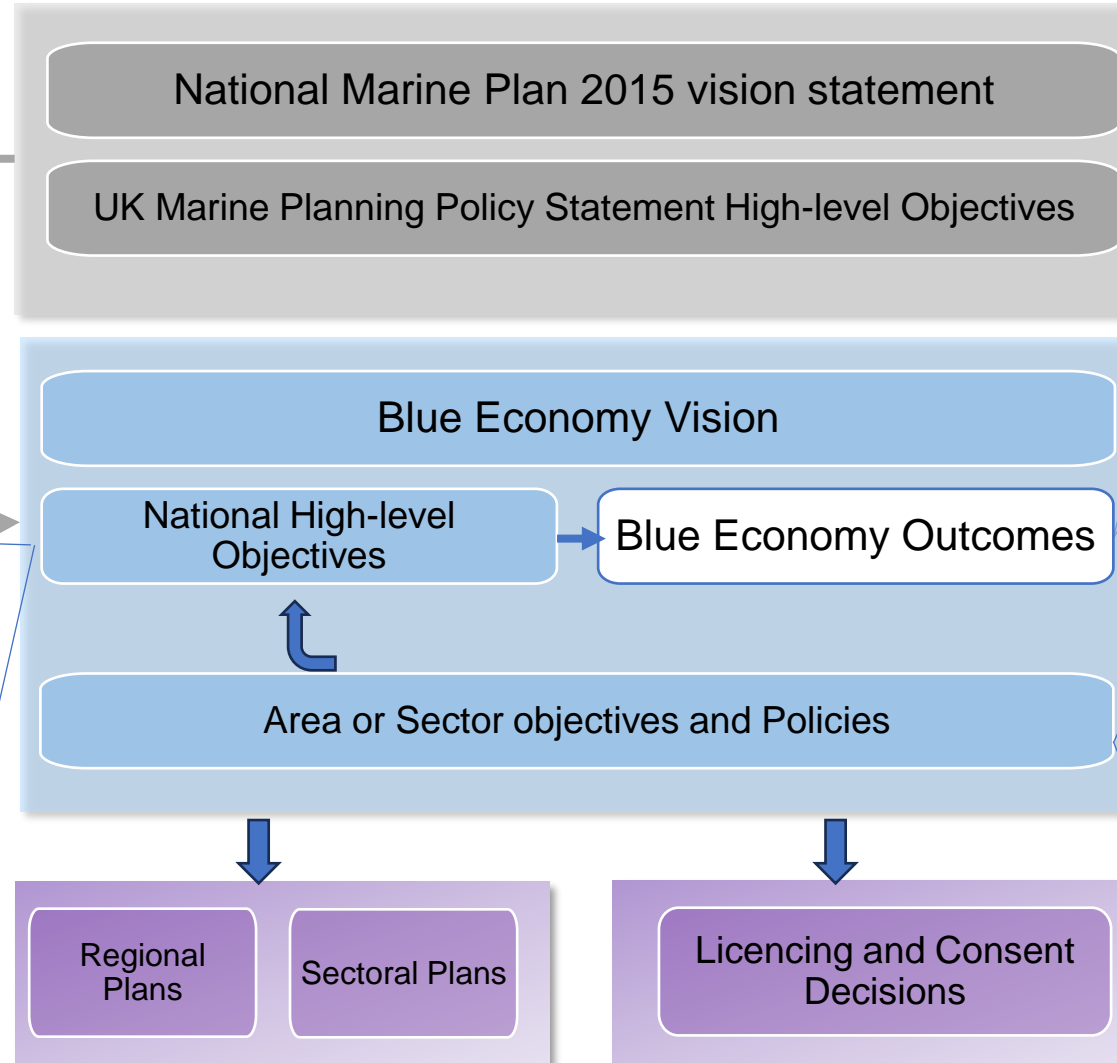 National Marine Plan 2015 vision statement
UK Marine Planning Policy Statement High-level Objectives
Blue Economy Vision
National High-level
Objectives
Blue Economy Outcomes
Area or Sector objectives and Policies
Regional
Plans
Sectoral Plans
Licencing and Consent
Decisions